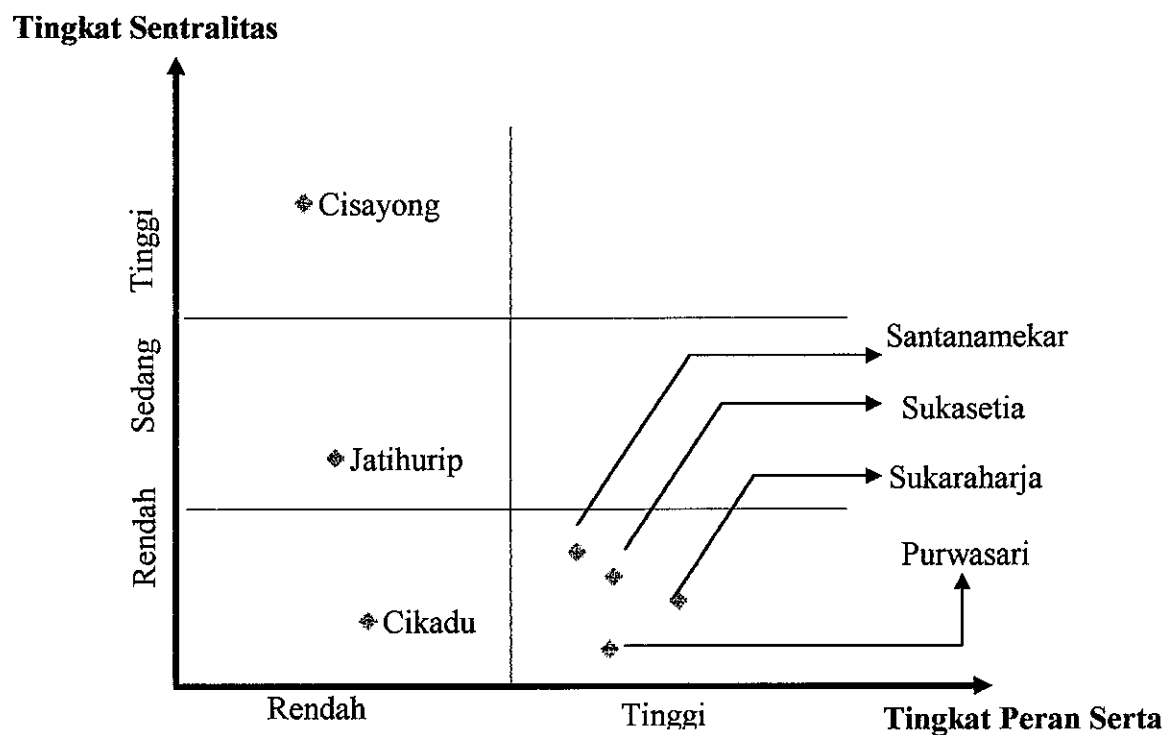 Tingkat Sentralitas
Tinggi
Cisayong
Sedang
Santanamekar
Sukasetia
Jatihurip
Sukaraharja
Rendah
Purwasari
Cikadu
Rendah
Tinggi
Tingkat Peran Serta